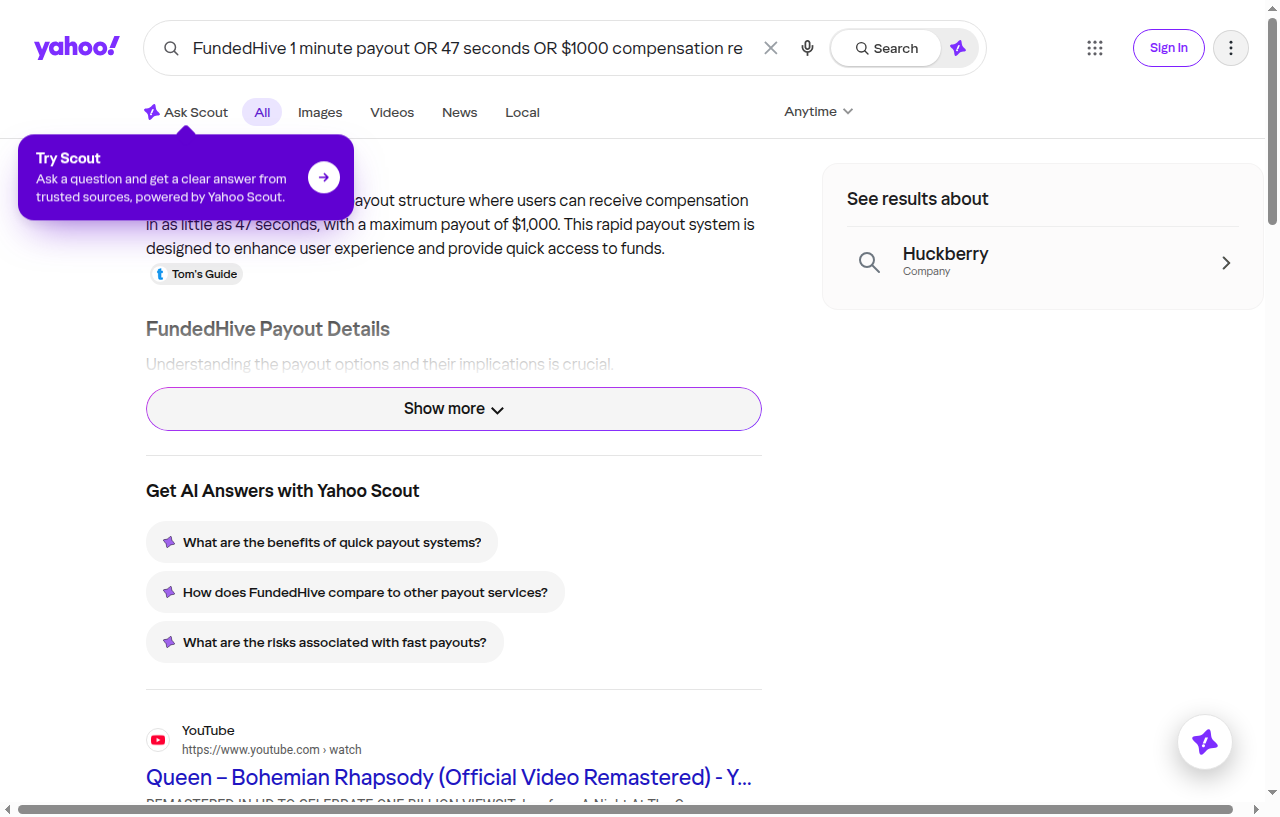 yahoo!
FundedHive 1 minute payout OR 47 seconds OR $1000 compensation re
Search
Sign In
Ask Scout
All
Images
Videos
News
Local
Anytime
Try Scout
Ask a question and get a clear answer from
trusted sources, powered by Yahoo Scout.
ayout structure where users can receive compensation
in as little as 47 seconds, with a maximum payout of $1,000. This rapid payout system is
designed to enhance user experience and provide quick access to funds.
Tom's Guide
See results about
Huckberry
Company
FundedHive Payout Details
Understanding the payout options and their implications is crucial.
Show more
Get AI Answers with Yahoo Scout
What are the benefits of quick payout systems?
How does FundedHive compare to other payout services?
What are the risks associated with fast payouts?
YouTube
https://www.youtube.com › watch
Queen – Bohemian Rhapsody (Official Video Remastered) - Y...